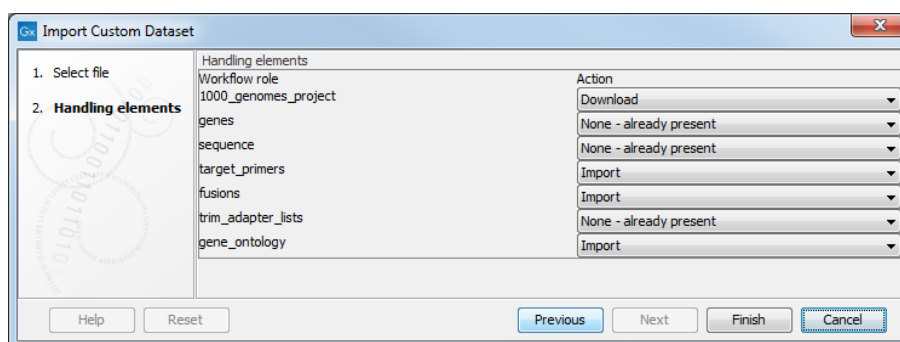 Gx Import Custom Dataset
1. Select file
2. Handling elements
Handling elements
Workflow role Action
1000_genomes_project Download
genes None - already present
sequence None - already present
target_primers Import
fusions Import
trim_adapter_lists None - already present
gene_ontology Import
Help Reset Previous Next Finish Cancel